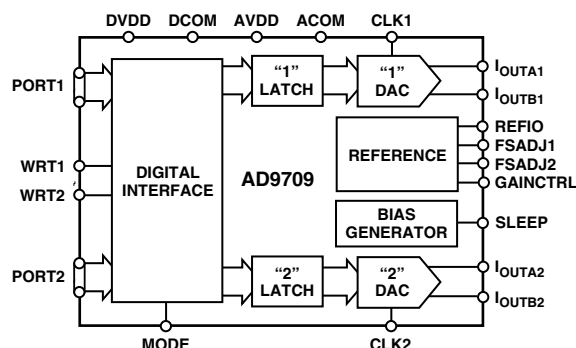 DVDD DCOM AVDD ACOM CLK1
PORT1
WRT1
WRT2
PORT2
DIGITAL
INTERFACE
“1”
LATCH
“1”
DAC
IOUTA1
IOUTB1
REFERENCE
REFIO
FSADJ1
FSADJ2
GAINCTRL
AD9709
BIAS
GENERATOR
SLEEP
“2”
LATCH
“2”
DAC
IOUTA2
IOUTB2
MODE CLK2